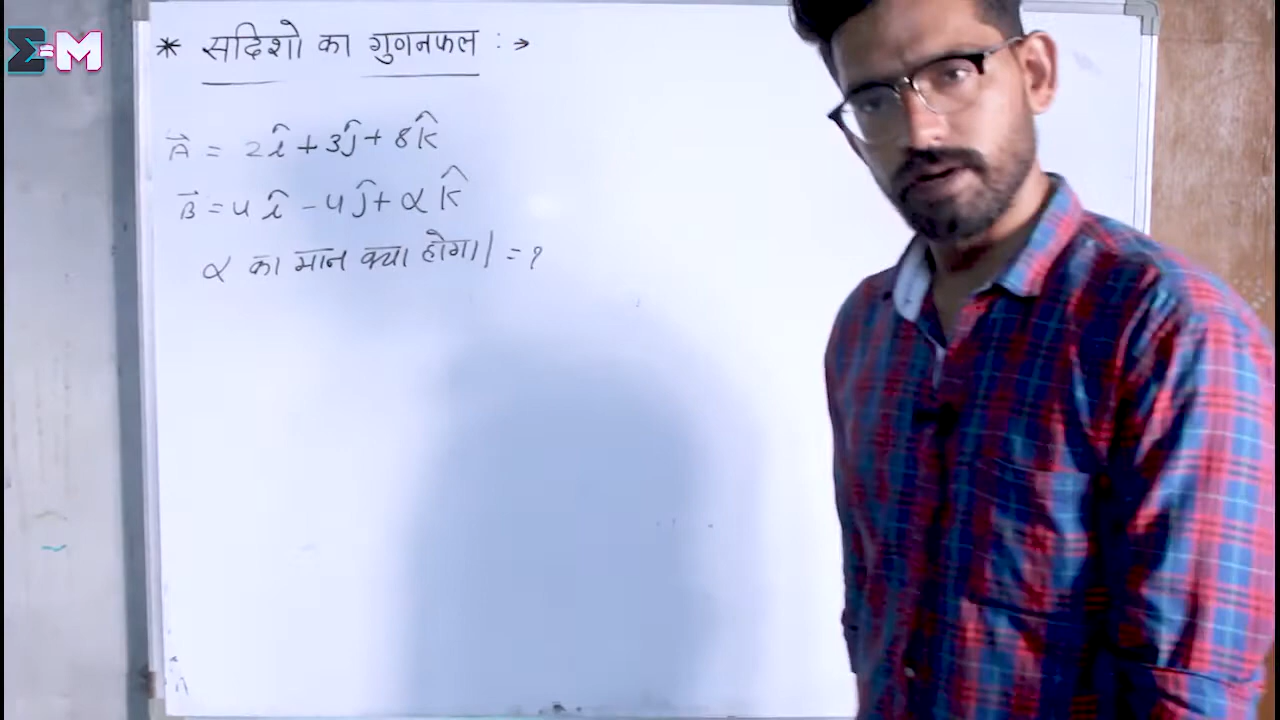 Σ=M
* सदिशो का गुणनफल :→
A⃗ = 2î + 3ĵ + 8k̂
B⃗ = 4î - 4ĵ + αk̂
α का मान क्या होगा। = ?